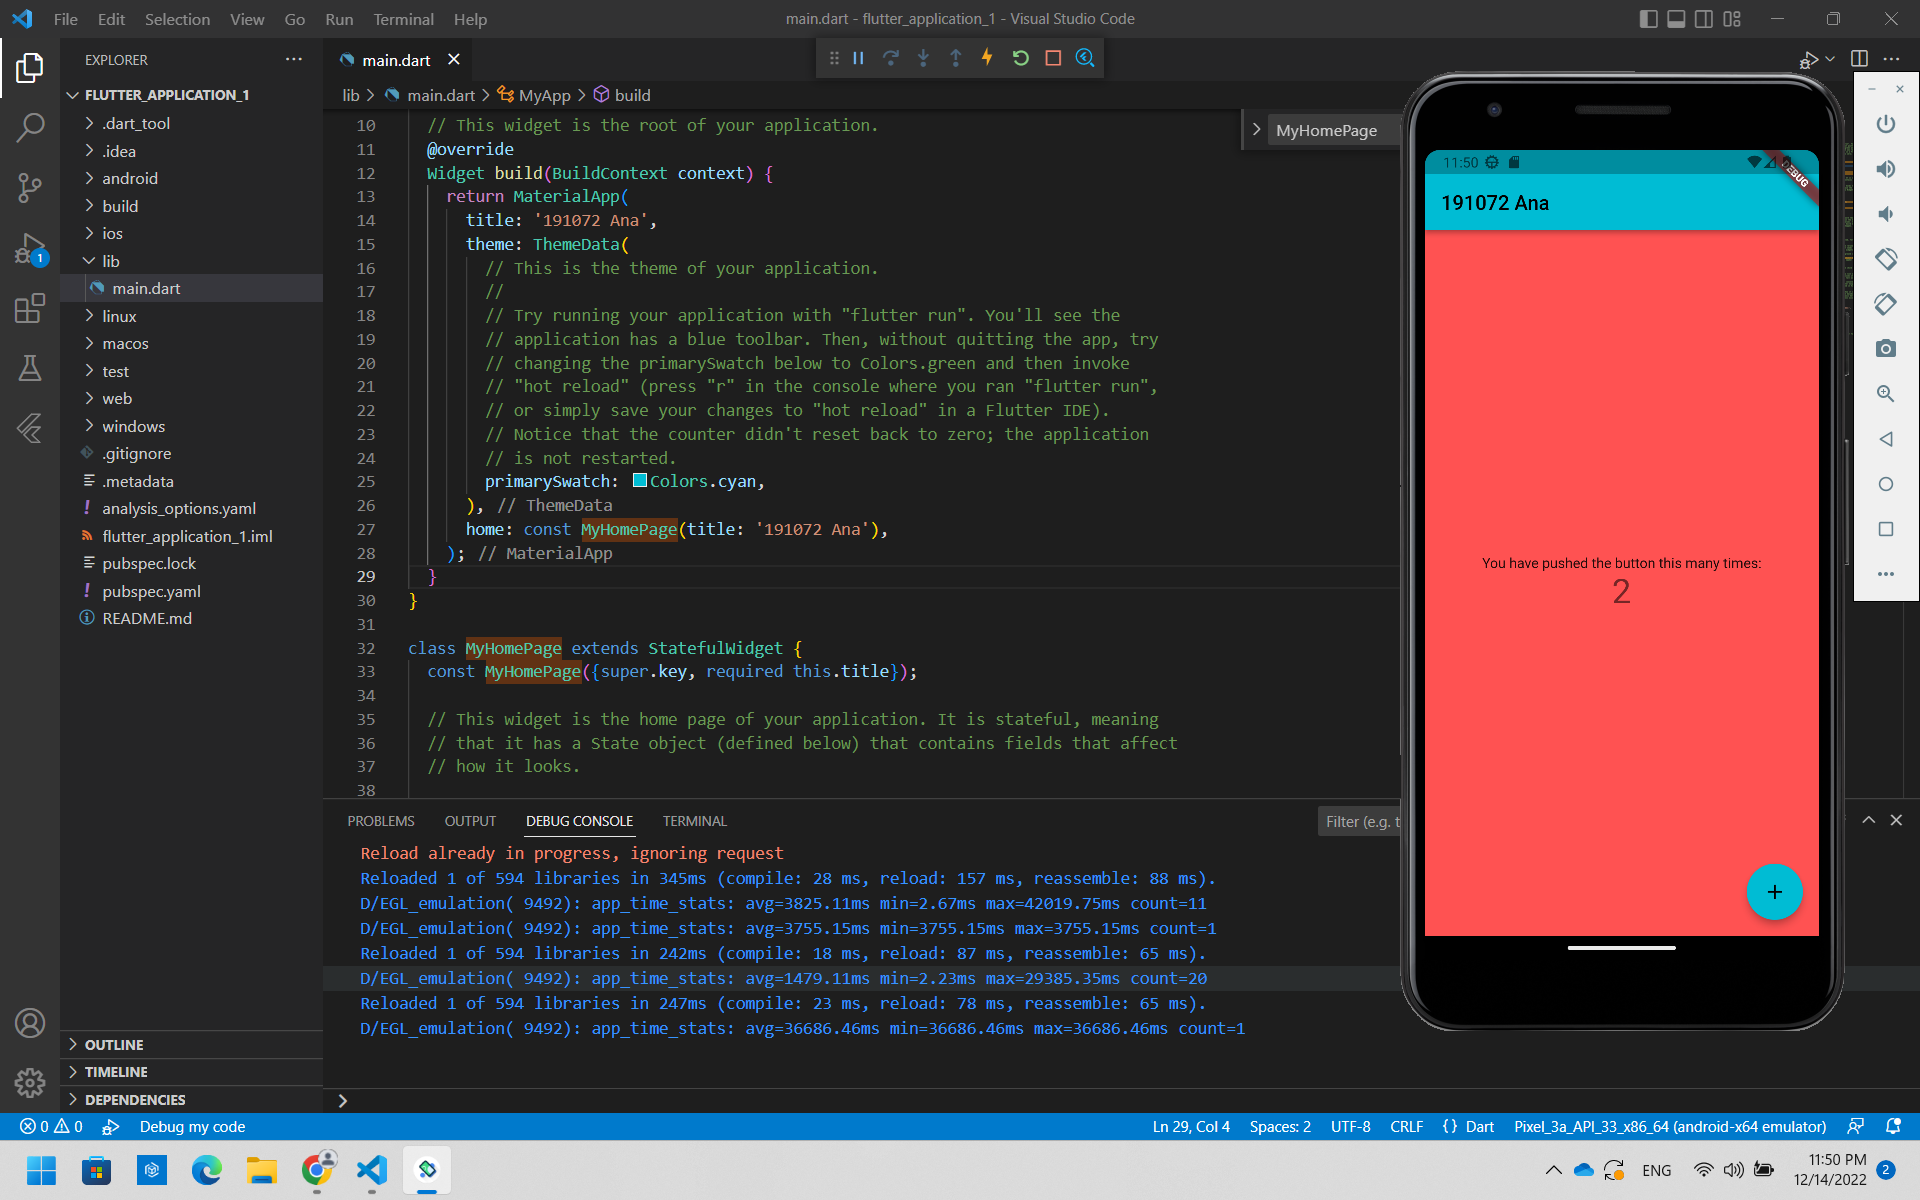 File Edit Selection View Go Run Terminal Help
main.dart - flutter_application_1 - Visual Studio Code
EXPLORER
FLUTTER_APPLICATION_1
.dart_tool
.idea
android
build
ios
lib
main.dart
linux
macos
test
web
windows
.gitignore
.metadata
analysis_options.yaml
flutter_application_1.iml
pubspec.lock
pubspec.yaml
README.md
OUTLINE
TIMELINE
DEPENDENCIES
1
main.dart
lib > main.dart > MyApp > build
MyHomePage
10 // This widget is the root of your application.
11 @override
12 Widget build(BuildContext context) {
13 return MaterialApp(
14 title: '191072 Ana',
15 theme: ThemeData(
16 // This is the theme of your application.
17 //
18 // Try running your application with "flutter run". You'll see the
19 // application has a blue toolbar. Then, without quitting the app, try
20 // changing the primarySwatch below to Colors.green and then invoke
21 // "hot reload" (press "r" in the console where you ran "flutter run",
22 // or simply save your changes to "hot reload" in a Flutter IDE).
23 // Notice that the counter didn't reset back to zero; the application
24 // is not restarted.
25 primarySwatch: Colors.cyan,
26 ), // ThemeData
27 home: const MyHomePage(title: '191072 Ana'),
28 ); // MaterialApp
29 }
30 }
31
32 class MyHomePage extends StatefulWidget {
33 const MyHomePage({super.key, required this.title});
34
35 // This widget is the home page of your application. It is stateful, meaning
36 // that it has a State object (defined below) that contains fields that affect
37 // how it looks.
38
PROBLEMS OUTPUT DEBUG CONSOLE TERMINAL
Filter (e.g. t
Reload already in progress, ignoring request
Reloaded 1 of 594 libraries in 345ms (compile: 28 ms, reload: 157 ms, reassemble: 88 ms).
D/EGL_emulation( 9492): app_time_stats: avg=3825.11ms min=2.67ms max=42019.75ms count=11
D/EGL_emulation( 9492): app_time_stats: avg=3755.15ms min=3755.15ms max=3755.15ms count=1
Reloaded 1 of 594 libraries in 242ms (compile: 18 ms, reload: 87 ms, reassemble: 65 ms).
D/EGL_emulation( 9492): app_time_stats: avg=1479.11ms min=2.23ms max=29385.35ms count=20
Reloaded 1 of 594 libraries in 247ms (compile: 23 ms, reload: 78 ms, reassemble: 65 ms).
D/EGL_emulation( 9492): app_time_stats: avg=36686.46ms min=36686.46ms max=36686.46ms count=1
11:50
DEBUG
191072 Ana
You have pushed the button this many times:
2
+
0 0 Debug my code
Ln 29, Col 4 Spaces: 2 UTF-8 CRLF {} Dart Pixel_3a_API_33_x86_64 (android-x64 emulator)
ENG
11:50 PM
12/14/2022
2